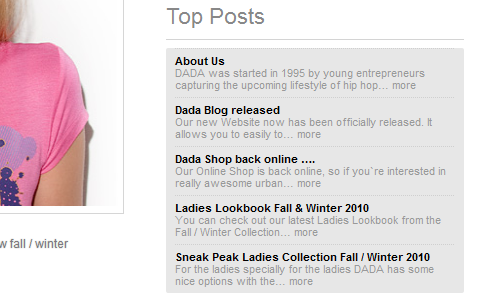 Top Posts
About Us
DADA was started in 1995 by young entrepreneurs
capturing the upcoming lifestyle of hip hop... more
Dada Blog released
Our new Website now has been officially released. It
allows you to easily to... more
Dada Shop back online ....
Our Online Shop is back online, so if you`re interested in
really awesome urban... more
Ladies Lookbook Fall & Winter 2010
You can check out our latest Ladies Lookbook from the
Fall / Winter Collection... more
Sneak Peak Ladies Collection Fall / Winter 2010
For the ladies specially for the ladies DADA has some
nice options with the... more
fall / winter